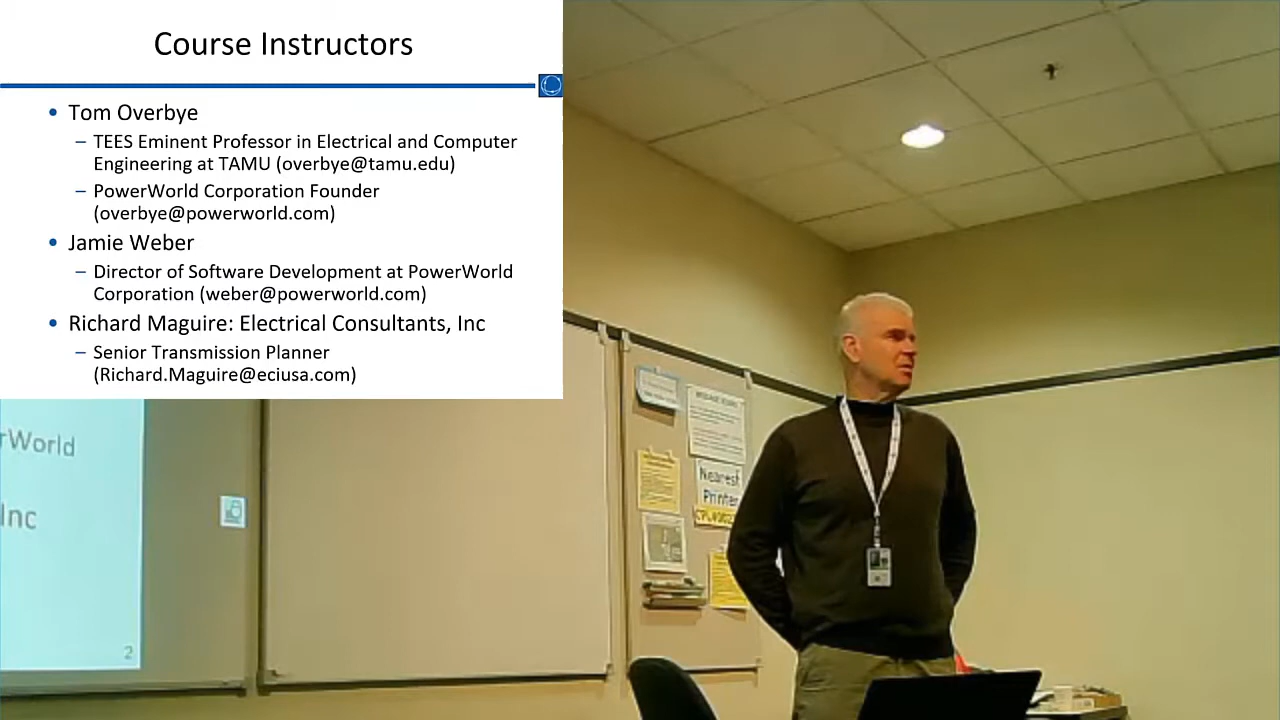 Course Instructors
• Tom Overbye
– TEES Eminent Professor in Electrical and Computer
Engineering at TAMU (overbye@tamu.edu)
– PowerWorld Corporation Founder
(overbye@powerworld.com)
• Jamie Weber
– Director of Software Development at PowerWorld
Corporation (weber@powerworld.com)
• Richard Maguire: Electrical Consultants, Inc
– Senior Transmission Planner
(Richard.Maguire@eciusa.com)
rWorld
Inc
2
Nearest
Printer